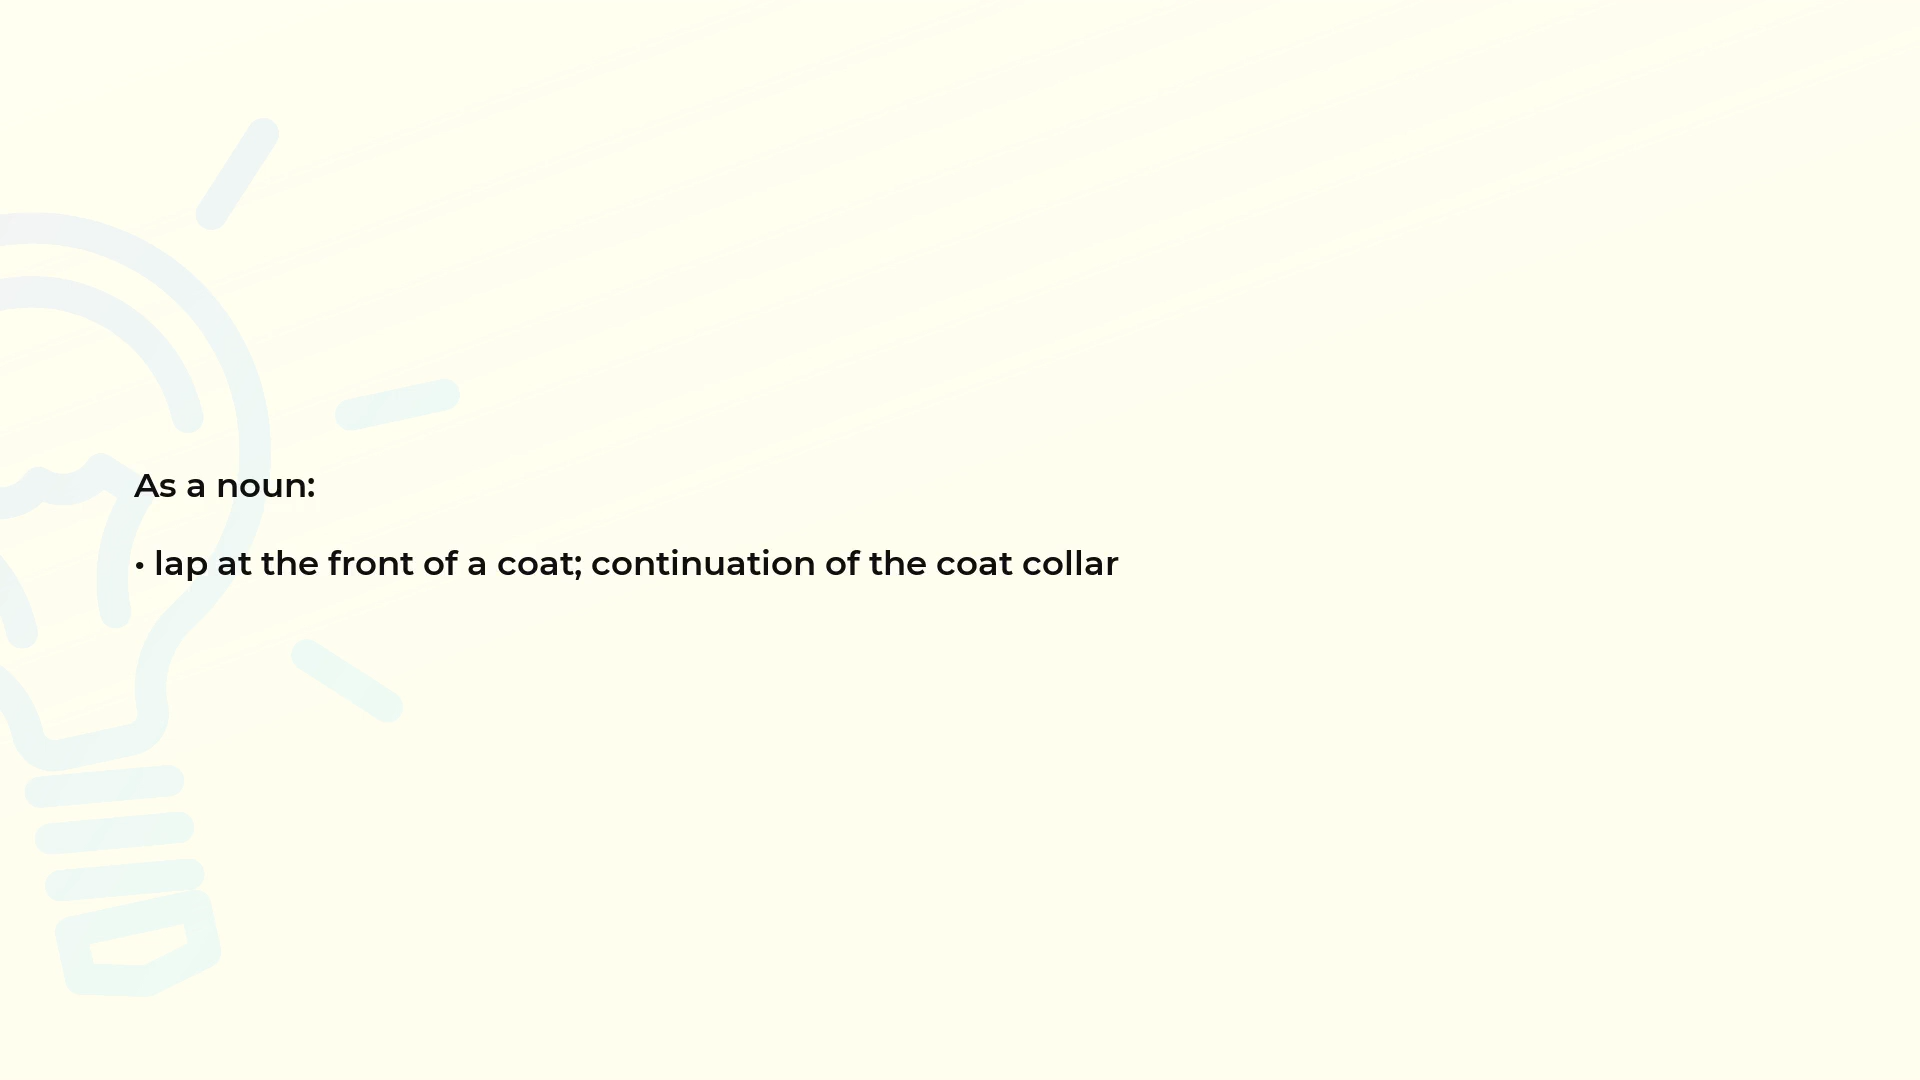 As a noun:
• lap at the front of a coat; continuation of the coat collar